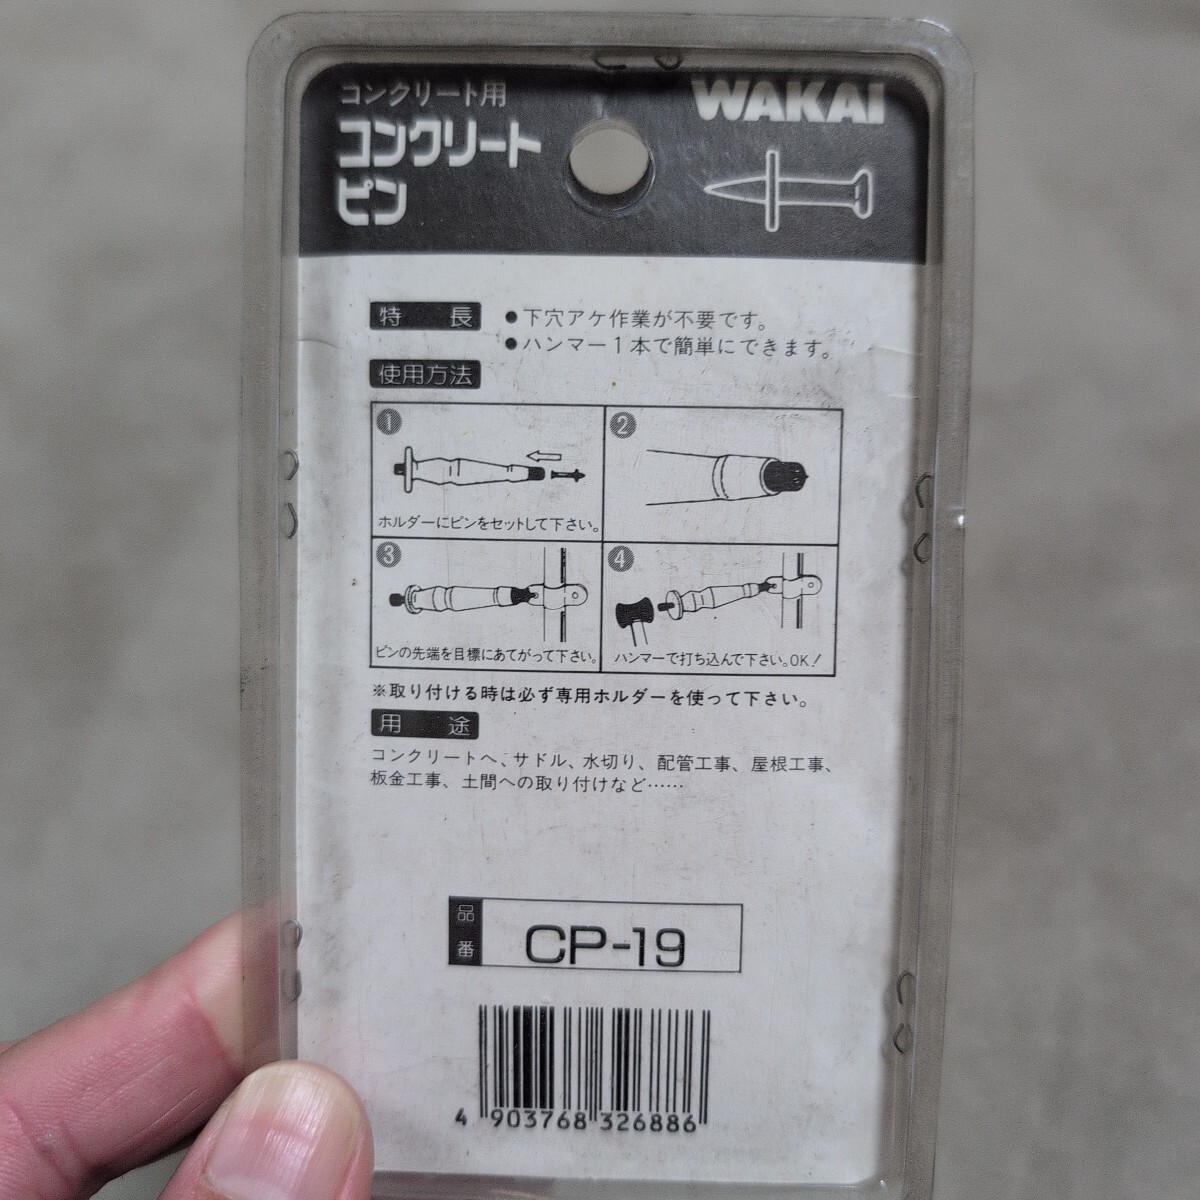 コンクリート用
コンクリート
ピン
WAKAI
特長
●下穴アケ作業が不要です。
●ハンマー1本で簡単にできます。
使用方法
1
ホルダーにピンをセットして下さい。
2
3
ピンの先端を目標にあてがって下さい。
4
ハンマーで打ち込んで下さい。OK!
※取り付ける時は必ず専用ホルダーを使って下さい。
用途
コンクリートへ、サドル、水切り、配管工事、屋根工事、
板金工事、土間への取り付けなど……
品番
CP-19
4 903768 326886